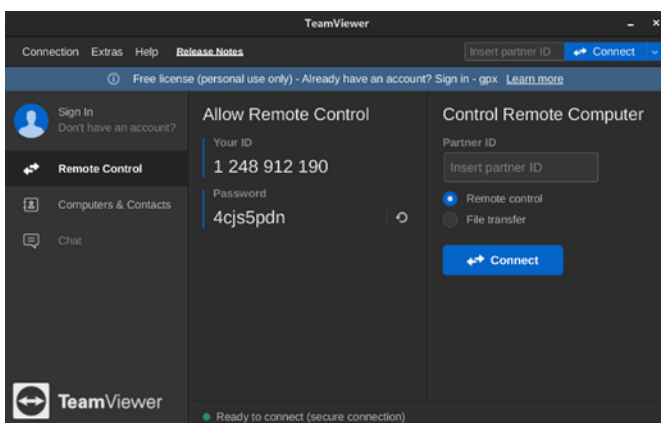 TeamViewer
Connection Extras Help Release Notes
Insert partner ID Connect
Free license (personal use only) - Already have an account? Sign in - gpx Learn more
Sign In
Don't have an account?
Remote Control
Computers & Contacts
Chat
TeamViewer
Allow Remote Control
Your ID
1 248 912 190
Password
4cjs5pdn
Control Remote Computer
Partner ID
Insert partner ID
Remote control
File transfer
Connect
Ready to connect (secure connection)